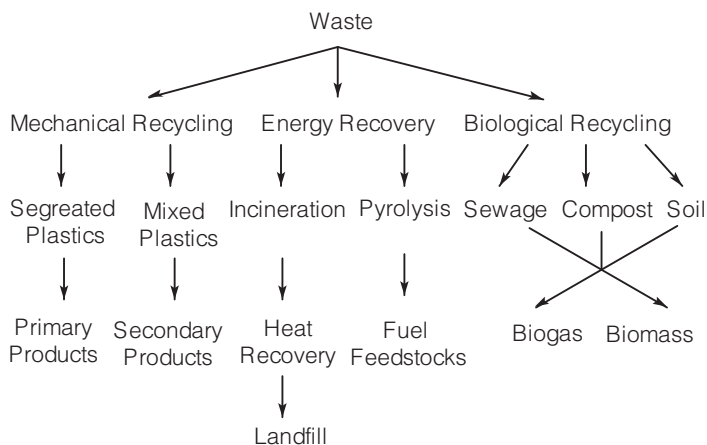 Waste
Mechanical Recycling
Energy Recovery
Biological Recycling
Segreated
Plastics
Mixed
Plastics
Incineration
Pyrolysis
Sewage
Compost
Soil
Primary
Products
Secondary
Products
Heat
Recovery
Fuel
Feedstocks
Biogas
Biomass
Landfill